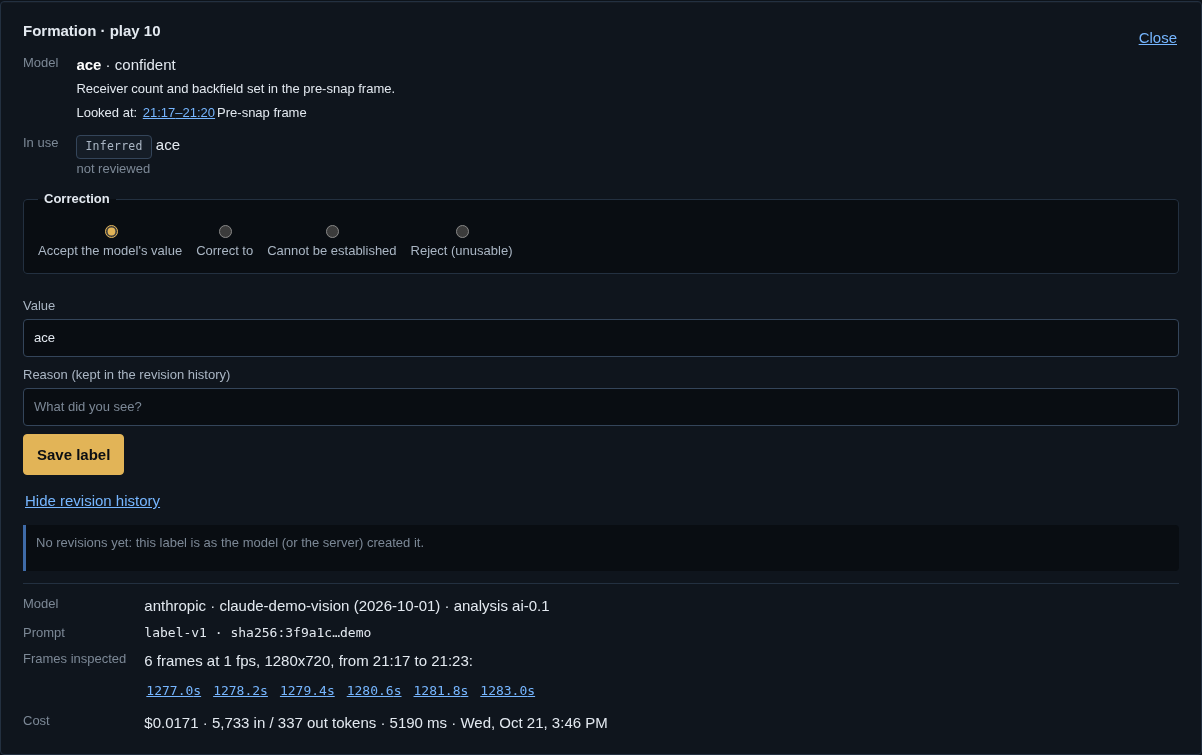 Formation · play 10
Close
Model
ace · confident
Receiver count and backfield set in the pre-snap frame.
Looked at: 21:17–21:20 Pre-snap frame
In use
Inferred ace
not reviewed
Correction
Accept the model's value
Correct to
Cannot be established
Reject (unusable)
Value
ace
Reason (kept in the revision history)
What did you see?
Save label
Hide revision history
No revisions yet: this label is as the model (or the server) created it.
Model
anthropic · claude-demo-vision (2026-10-01) · analysis ai-0.1
Prompt
label-v1 · sha256:3f9a1c…demo
Frames inspected
6 frames at 1 fps, 1280x720, from 21:17 to 21:23:
1277.0s 1278.2s 1279.4s 1280.6s 1281.8s 1283.0s
Cost
$0.0171 · 5,733 in / 337 out tokens · 5190 ms · Wed, Oct 21, 3:46 PM